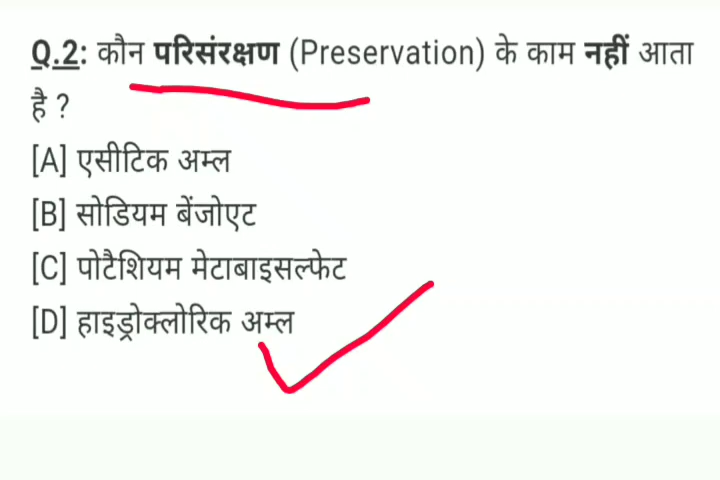 Q.2: कौन परिसंरक्षण (Preservation) के काम नहीं आता
है ?
[A] एसीटिक अम्ल
[B] सोडियम बेंजोएट
[C] पोटैशियम मेटाबाइसल्फेट
[D] हाइड्रोक्लोरिक अम्ल